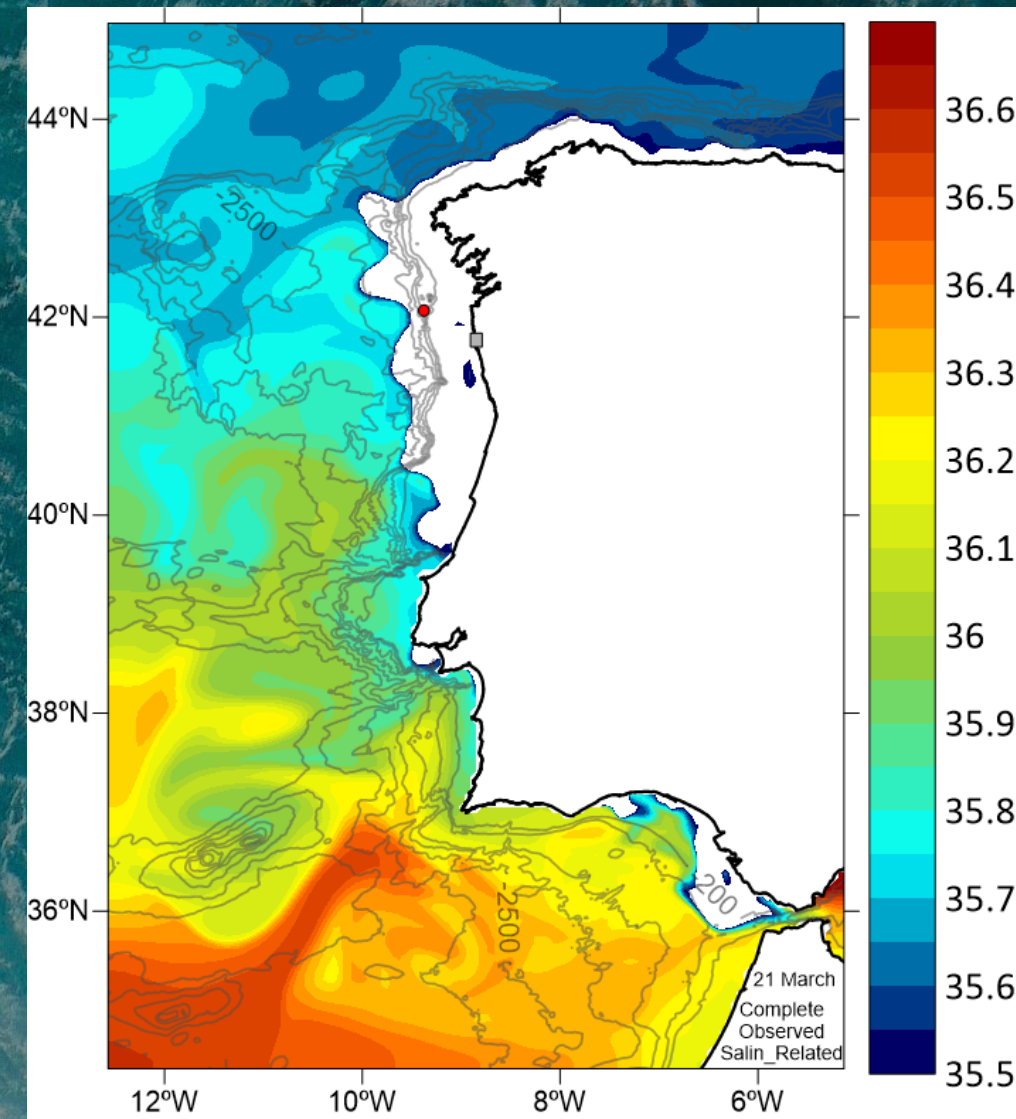 44ºN
42ºN
40ºN
38ºN
36ºN
12ºW
10ºW
8ºW
6ºW
-2500
-2500
-200
21 March
Complete
Observed
Salin_Related
36.6
36.5
36.4
36.3
36.2
36.1
36
35.9
35.8
35.7
35.6
35.5